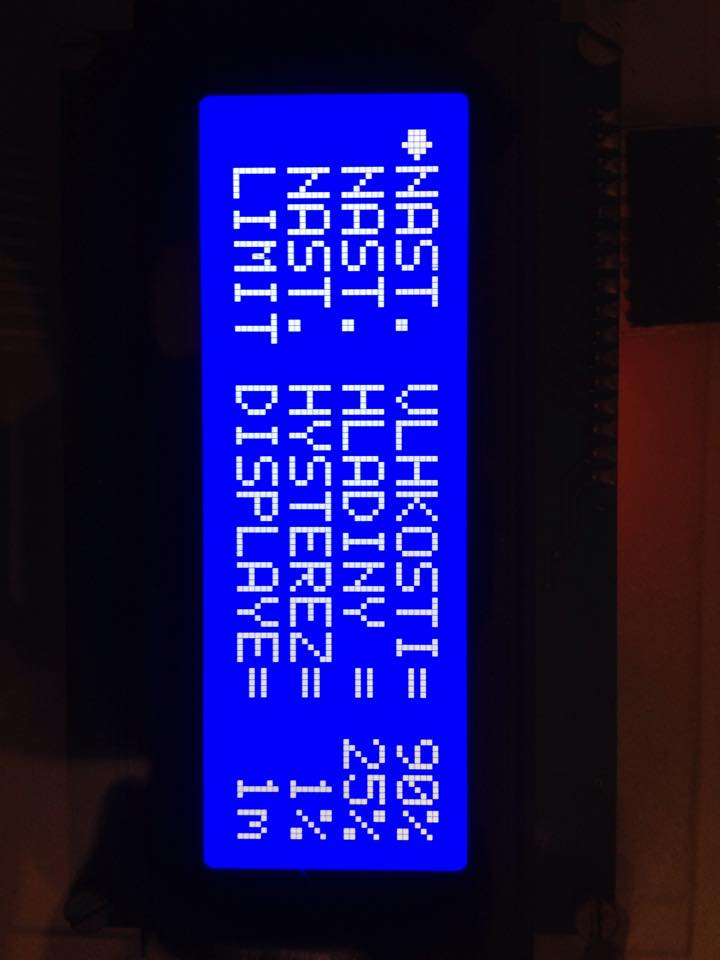 NAST. VLHKOSTI= 90%
NAST. HLADINY = 25%
NAST. HYSTEREZ= 1%
LIMIT DISPLAYE= 1m